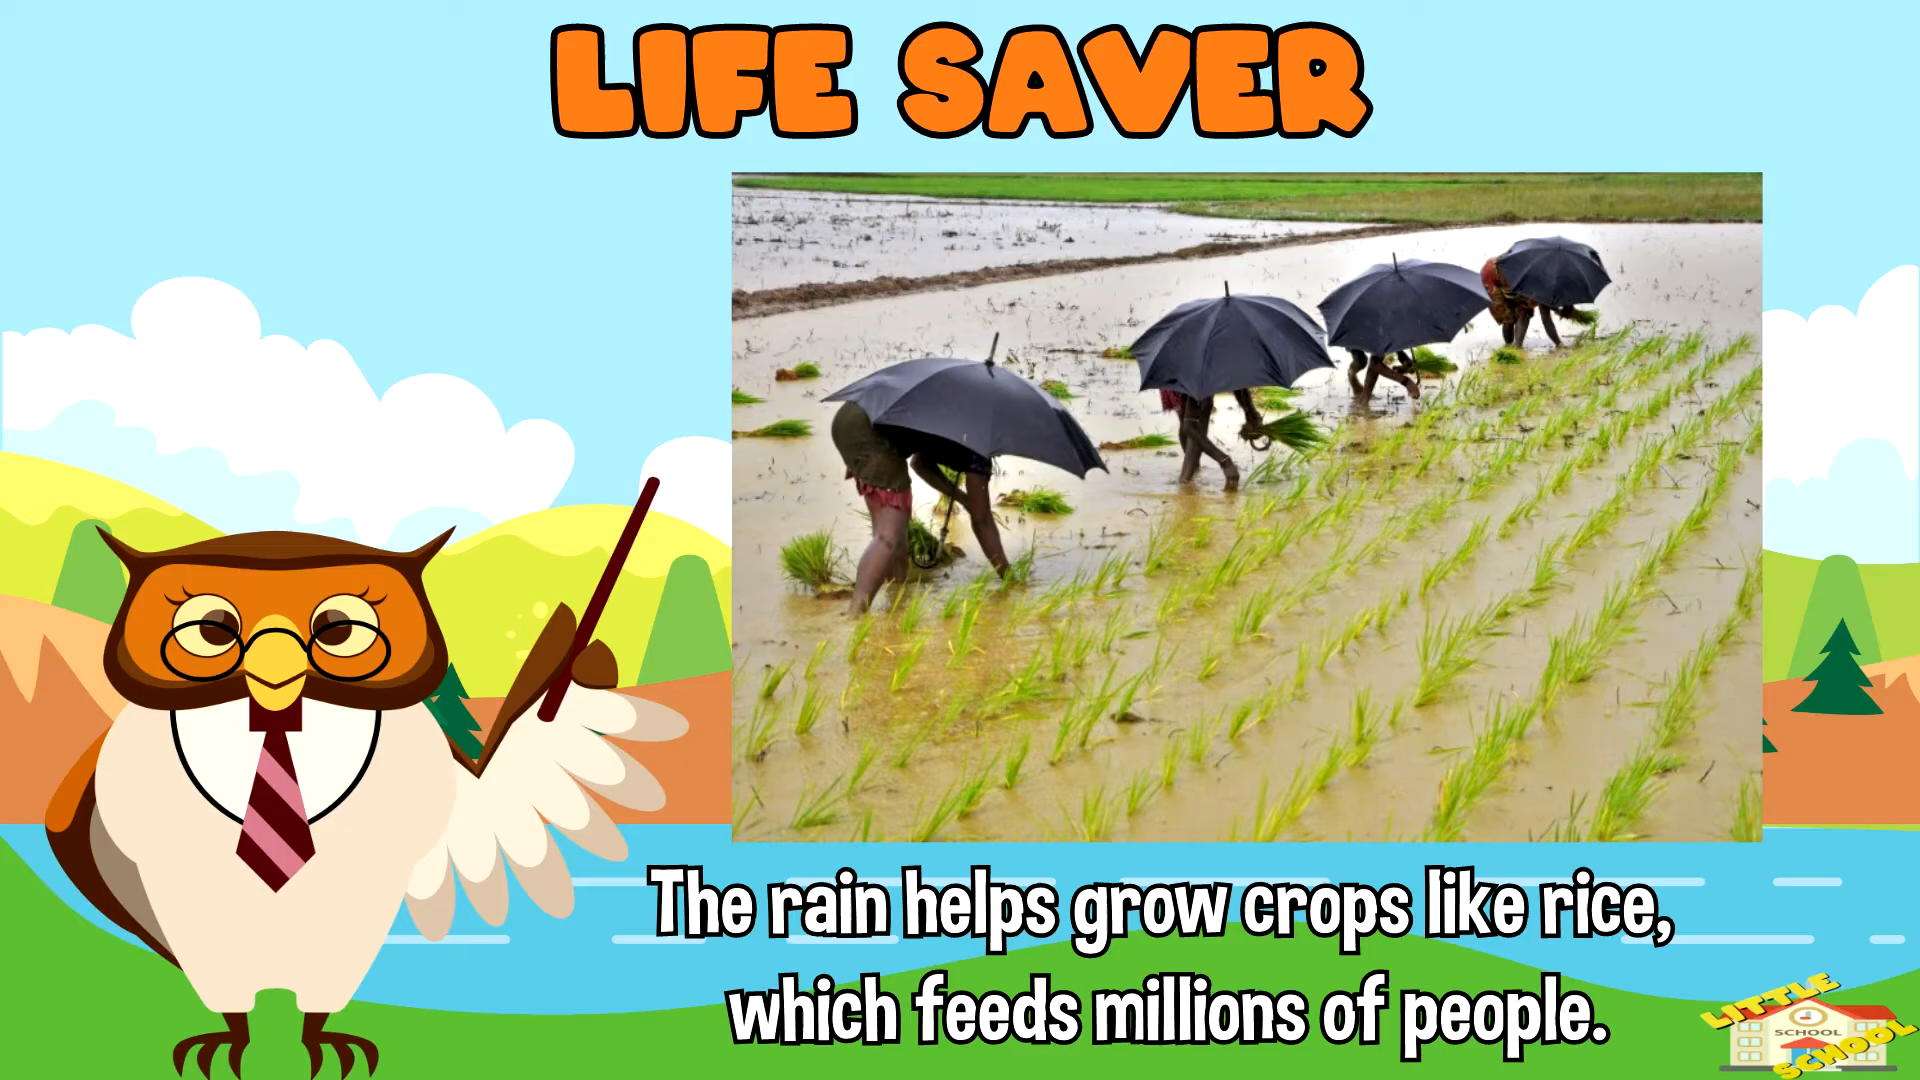 LIFE SAVER
The rain helps grow crops like rice,
which feeds millions of people.
LITTLE
SCHOOL
SCHOOL